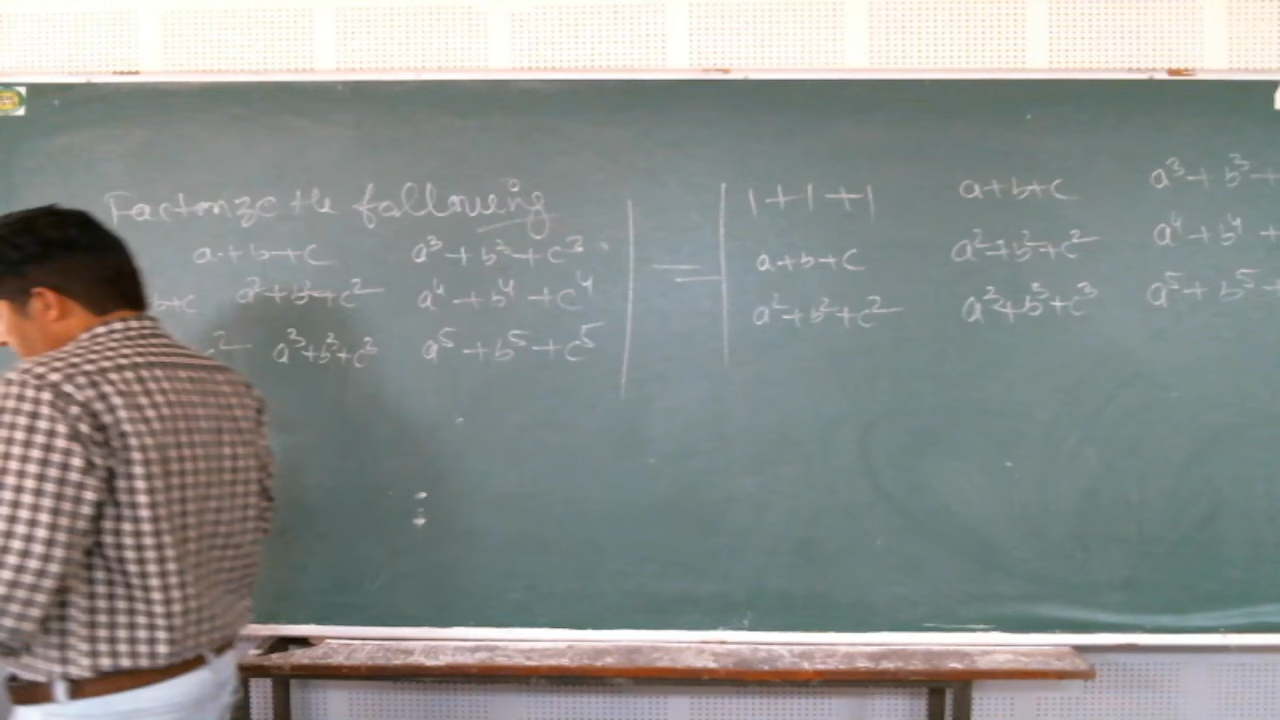 Factorize the following
a+b+c a³+b³+c³ | = | 1+1+1 a+b+c a³+b³+
b+c a²+b²+c² a⁴+b⁴+c⁴ | | a+b+c a²+b²+c² a⁴+b⁴+
c² a³+b³+c³ a⁵+b⁵+c⁵ | | a²+b²+c² a³+b³+c³ a⁵+b⁵+